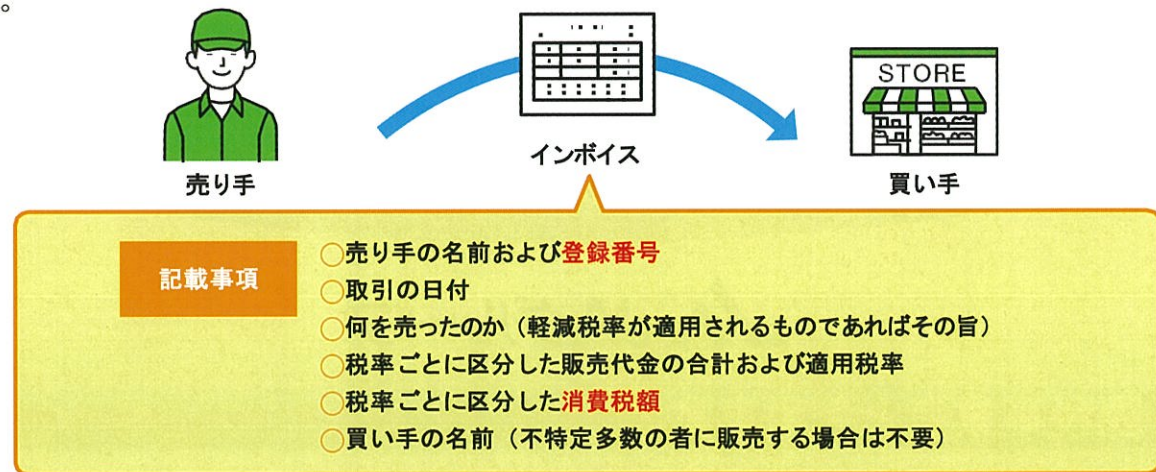 。
STORE
売り手
インボイス
買い手
記載事項
○売り手の名前および登録番号
○取引の日付
○何を売ったのか（軽減税率が適用されるものであればその旨）
○税率ごとに区分した販売代金の合計および適用税率
○税率ごとに区分した消費税額
○買い手の名前（不特定多数の者に販売する場合は不要）